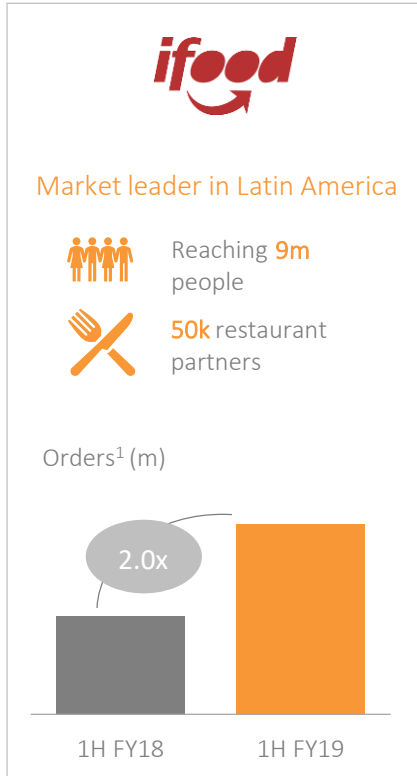 ifood
Market leader in Latin America
Reaching 9m
people
50k restaurant
partners
Orders¹ (m)
2.0x
1H FY18
1H FY19